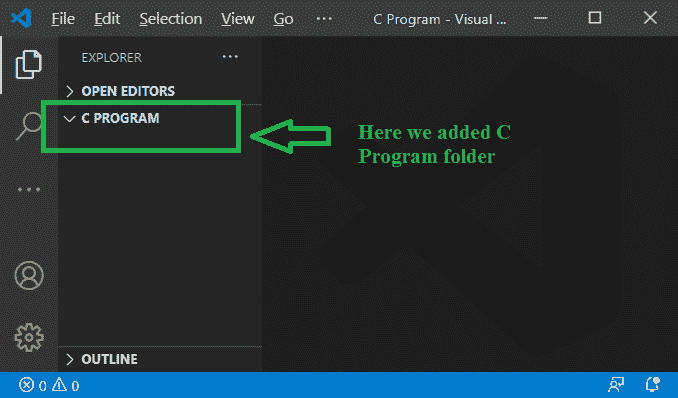 File Edit Selection View Go ··· C Program - Visual ...
EXPLORER ···
OPEN EDITORS
C PROGRAM
Here we added C
Program folder
OUTLINE
0 0